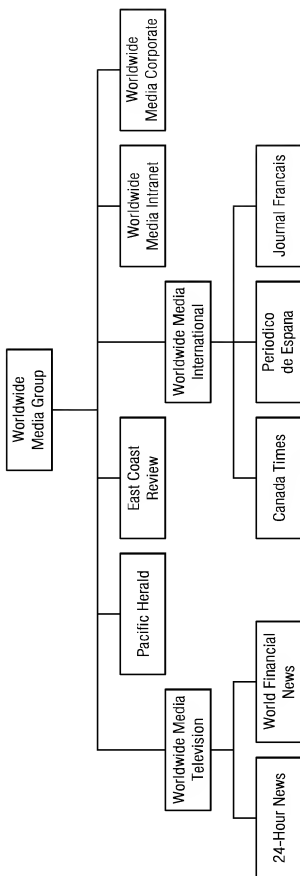 Worldwide
Media Group
Worldwide Media
Television
Pacific Herald
East Coast
Review
Worldwide Media
International
Worldwide
Media Intranet
Worldwide
Media Corporate
24-Hour News
World Financial
News
Canada Times
Periodico
de Espana
Journal Francais